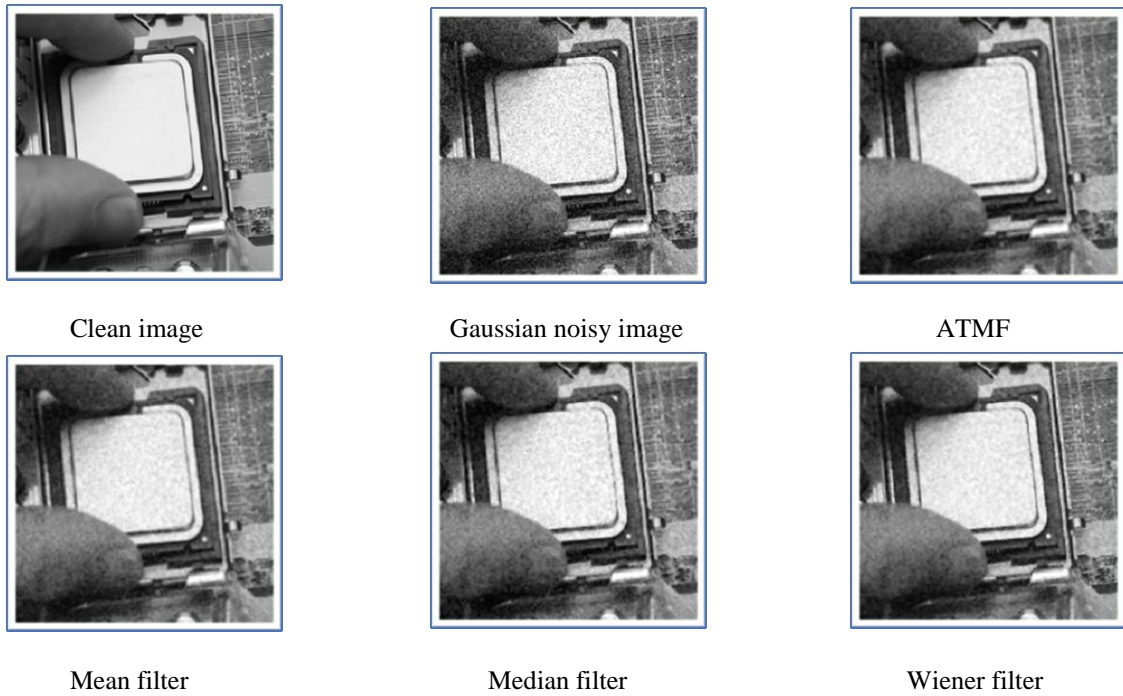 Clean image
Gaussian noisy image
ATMF
Mean filter
Median filter
Wiener filter